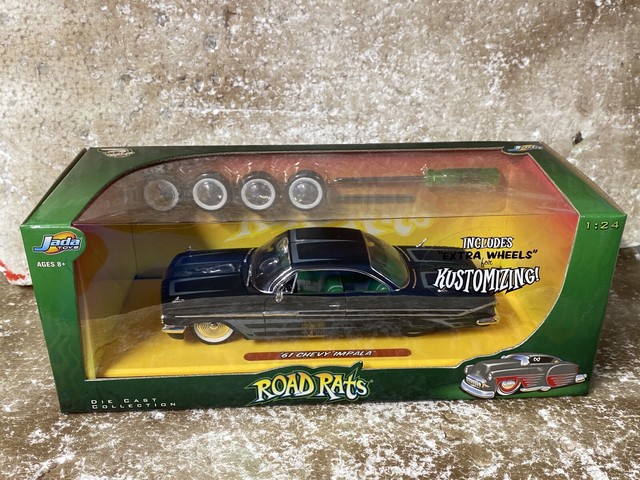 1:24
Jada
TOYS
AGES 8+
INCLUDES
"EXTRA WHEELS"
for
KUSTOMIZING!
'61 CHEVY IMPALA
ROAD RATS
DIE CAST
COLLECTION